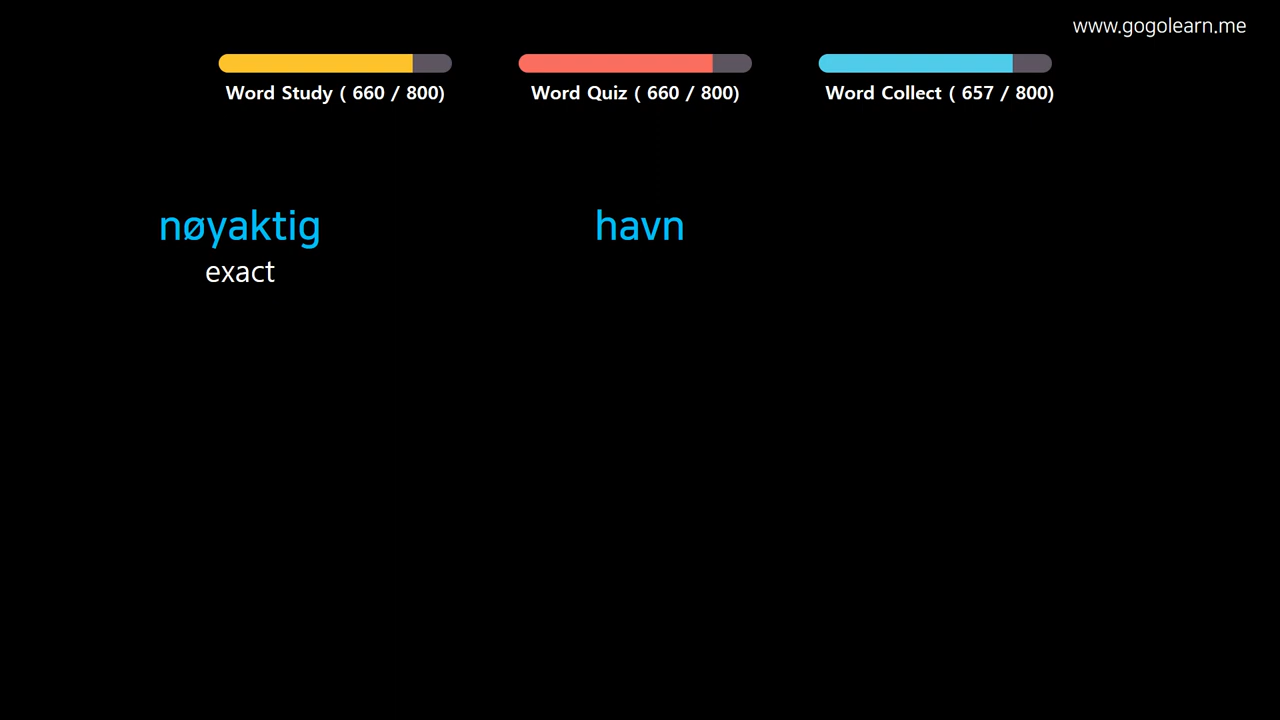 www.gogolearn.me
Word Study ( 660 / 800)
Word Quiz ( 660 / 800)
Word Collect ( 657 / 800)
nøyaktig
exact
havn